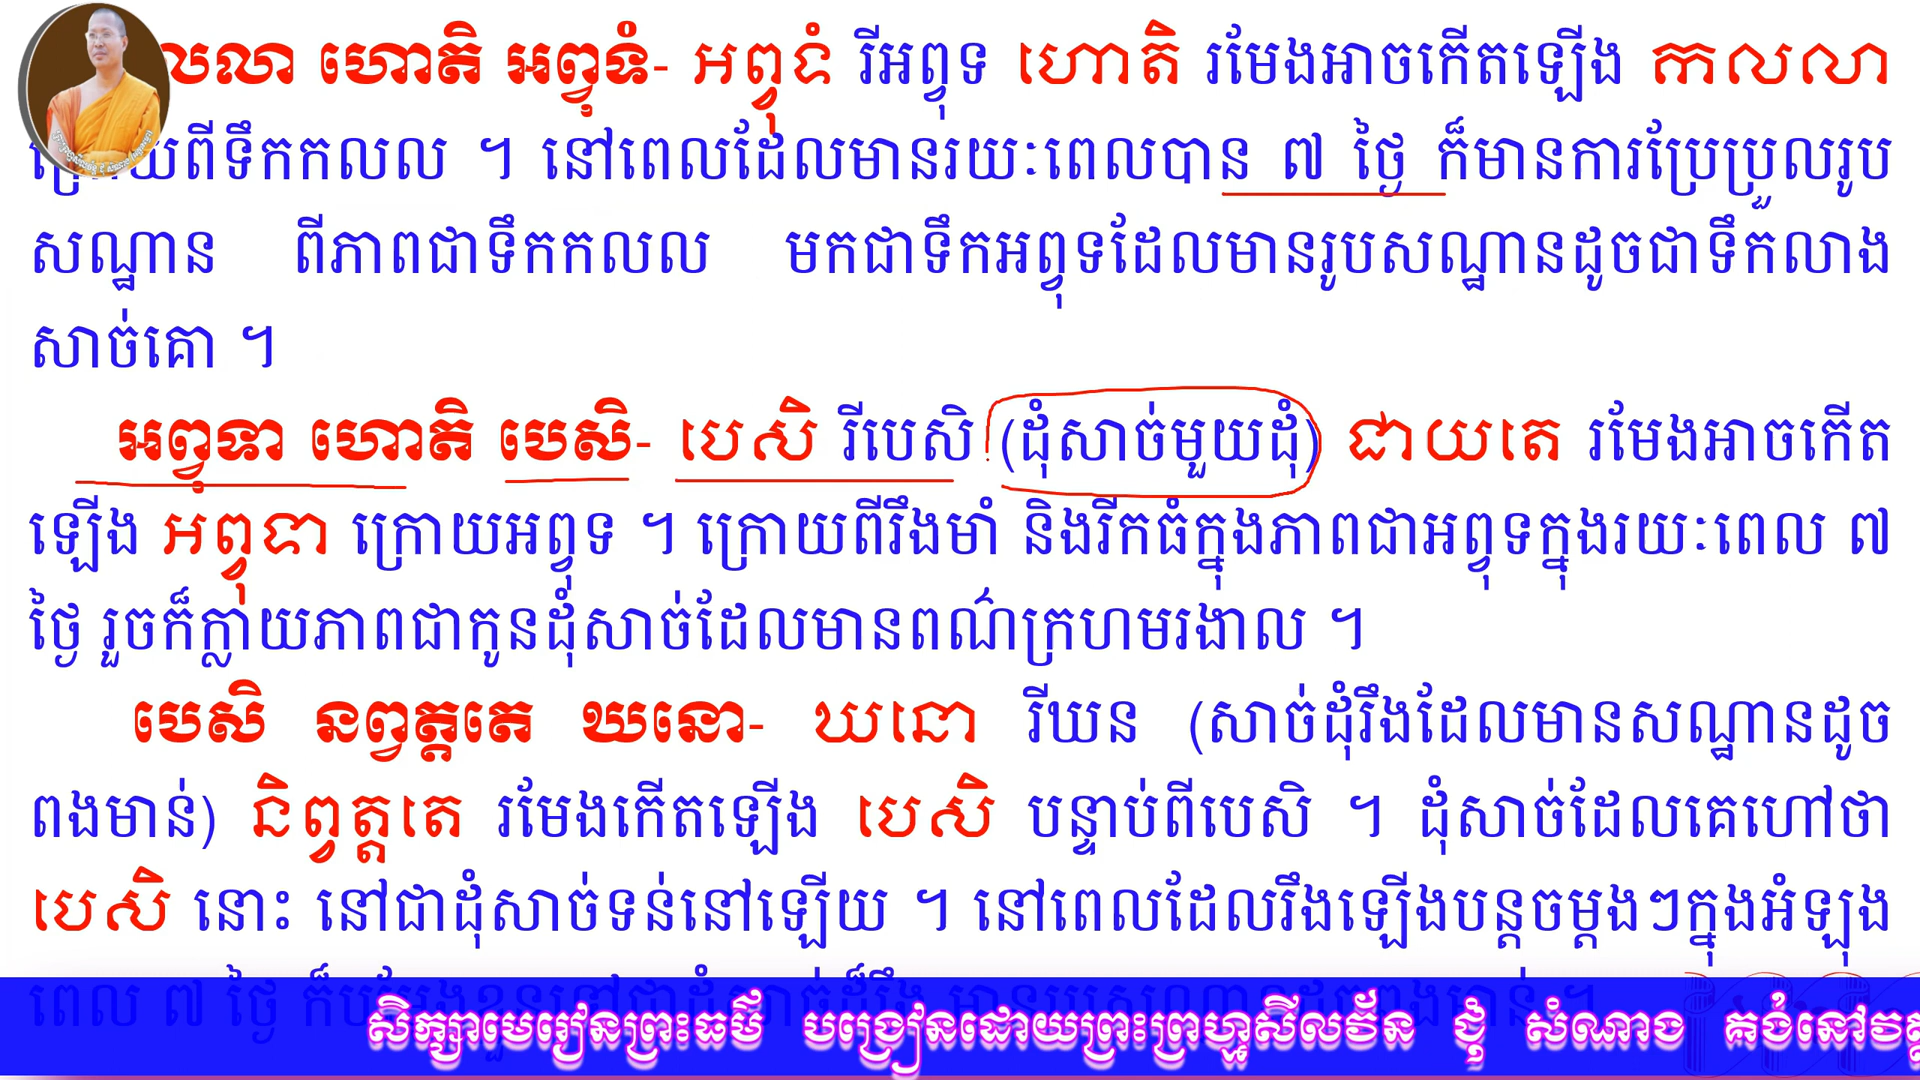 ហោតិ អព្វុទំ- អព្វុទំ រីអព្វុទ ហោតិ រមែងអាចកើតឡើង កលលា
ពីទឹកកលល ។ នៅពេលដែលមានរយៈពេលបាន ៧ ថ្ងៃ ក៏មានការប្រែប្រួលរូប
សណ្ឋាន ពីភាពជាទឹកកលល មកជាទឹកអព្វុទដែលមានរូបសណ្ឋានដូចជាទឹកលាង
សាច់គោ ។
អព្វុទា ហោតិ បេសិ- បេសិ រីបេសិ (ដុំសាច់មួយដុំ) ជាយតេ រមែងអាចកើត
ឡើង អព្វុទា ក្រោយអព្វុទ ។ ក្រោយពីរឹងមាំ និងរីកធំក្នុងភាពជាអព្វុទក្នុងរយៈពេល ៧
ថ្ងៃ រួចក៏ក្លាយភាពជាកូនដុំសាច់ដែលមានពណ៌ក្រហមរងាល ។
បេសិ នព្វត្តតេ ឃនោ- ឃនោ រីឃន (សាច់ដុំរឹងដែលមានសណ្ឋានដូច
ពងមាន់) និព្វត្តតេ រមែងកើតឡើង បេសិ បន្ទាប់ពីបេសិ ។ ដុំសាច់ដែលគេហៅថា
បេសិ នោះ នៅជាដុំសាច់ទន់នៅឡើយ ។ នៅពេលដែលរឹងឡើងបន្តចម្តងៗក្នុងអំឡុង
ពេល ៧ ថ្ងៃ
សិក្សាមេរៀនព្រះធម៌ បង្រៀនដោយព្រះព្រហ្មសីលវ័ន ជុំ សំណាង គង់នៅវត្ត